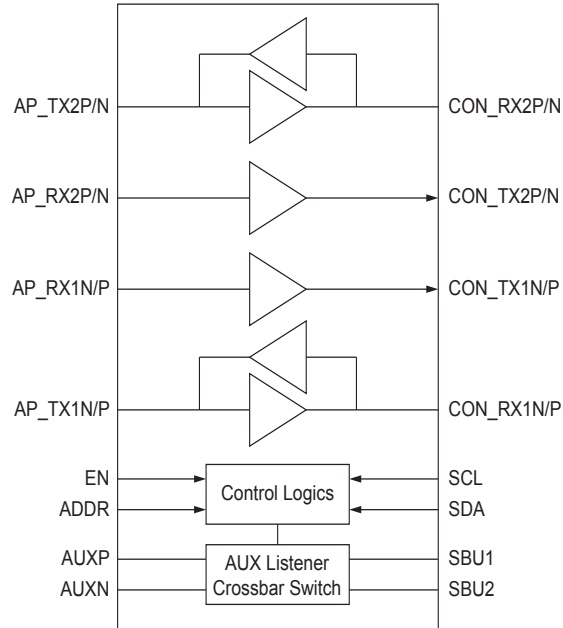 AP_TX2P/N CON_RX2P/N
AP_RX2P/N CON_TX2P/N
AP_RX1N/P CON_TX1N/P
AP_TX1N/P CON_RX1N/P
EN SCL
Control Logics
ADDR SDA
AUXP AUX Listener SBU1
AUXN Crossbar Switch SBU2